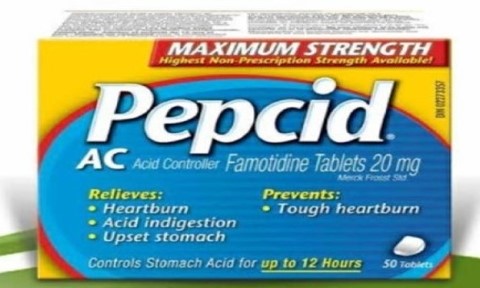 MAXIMUM STRENGTH
Highest Non-Prescription Strength Available!
Pepcid®
AC Acid Controller Famotidine Tablets 20 mg
Merck Frosst Std
Relieves:
• Heartburn
• Acid indigestion
• Upset stomach
Prevents:
• Tough heartburn
Controls Stomach Acid for up to 12 Hours
50 Tablets